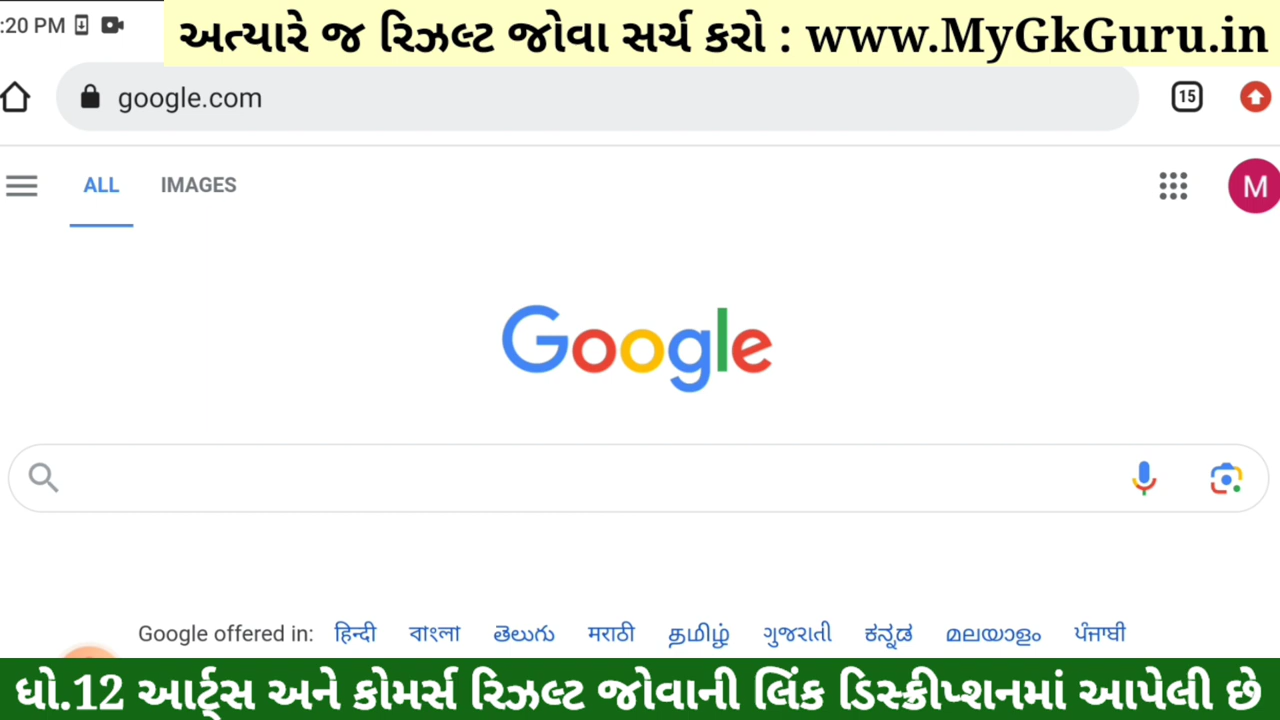 :20 PM
અત્યારે જ રિઝલ્ટ જોવા સર્ચ કરો : www.MyGkGuru.in
google.com
15
ALL IMAGES
M
Google
Google offered in: हिन्दी বাংলা తెలుగు मराठी தமிழ் ગુજરાતી ಕನ್ನಡ മലയാളം ਪੰਜਾਬੀ
ધો.12 આર્ટ્સ અને કોમર્સ રિઝલ્ટ જોવાની લિંક ડિસ્ક્રીપ્શનમાં આપેલી છે